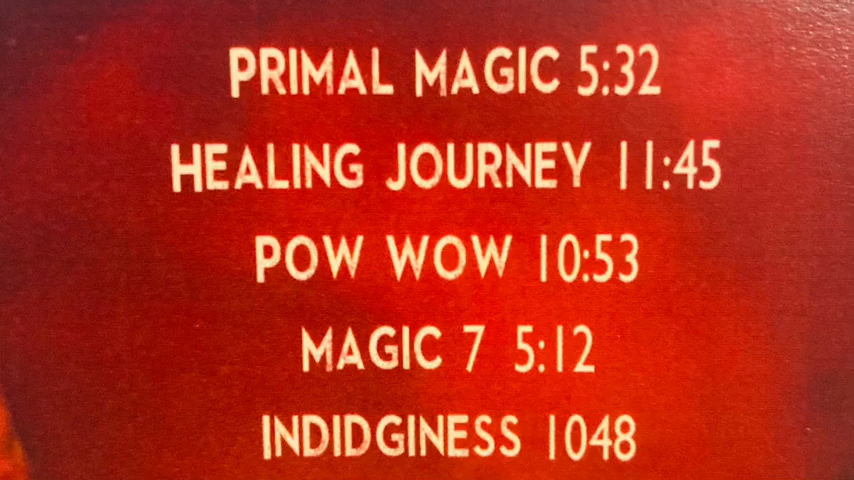 PRIMAL MAGIC 5:32
HEALING JOURNEY 11:45
POW WOW 10:53
MAGIC 7 5:12
INDIDGINESS 1048